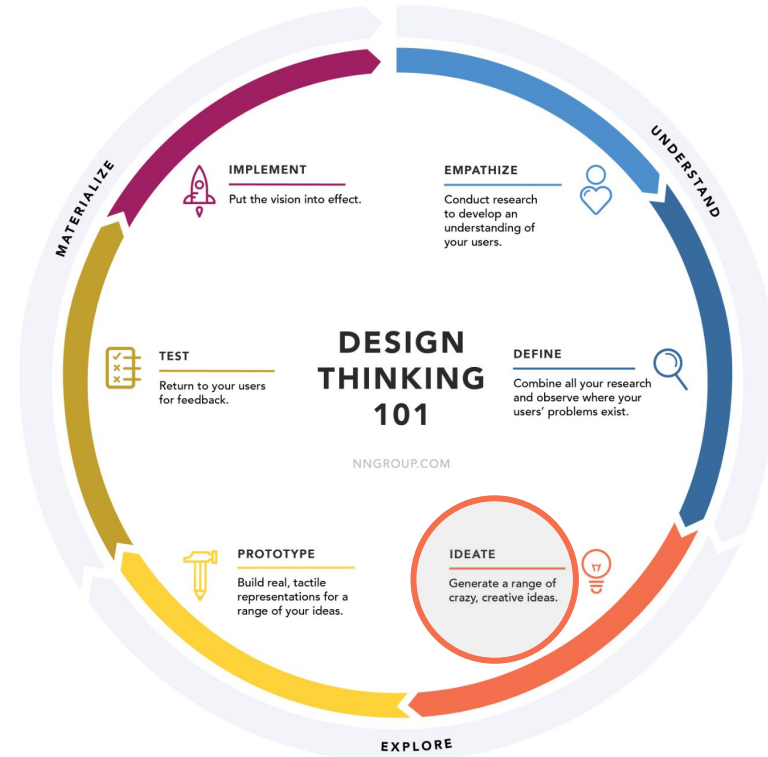 UNDERSTAND
EMPATHIZE
Conduct research
to develop an
understanding of
your users.
DEFINE
Combine all your research
and observe where your
users' problems exist.
EXPLORE
IDEATE
Generate a range of
crazy, creative ideas.
PROTOTYPE
Build real, tactile
representations for a
range of your ideas.
MATERIALIZE
TEST
Return to your users
for feedback.
IMPLEMENT
Put the vision into effect.
DESIGN
THINKING
101
NNGROUP.COM